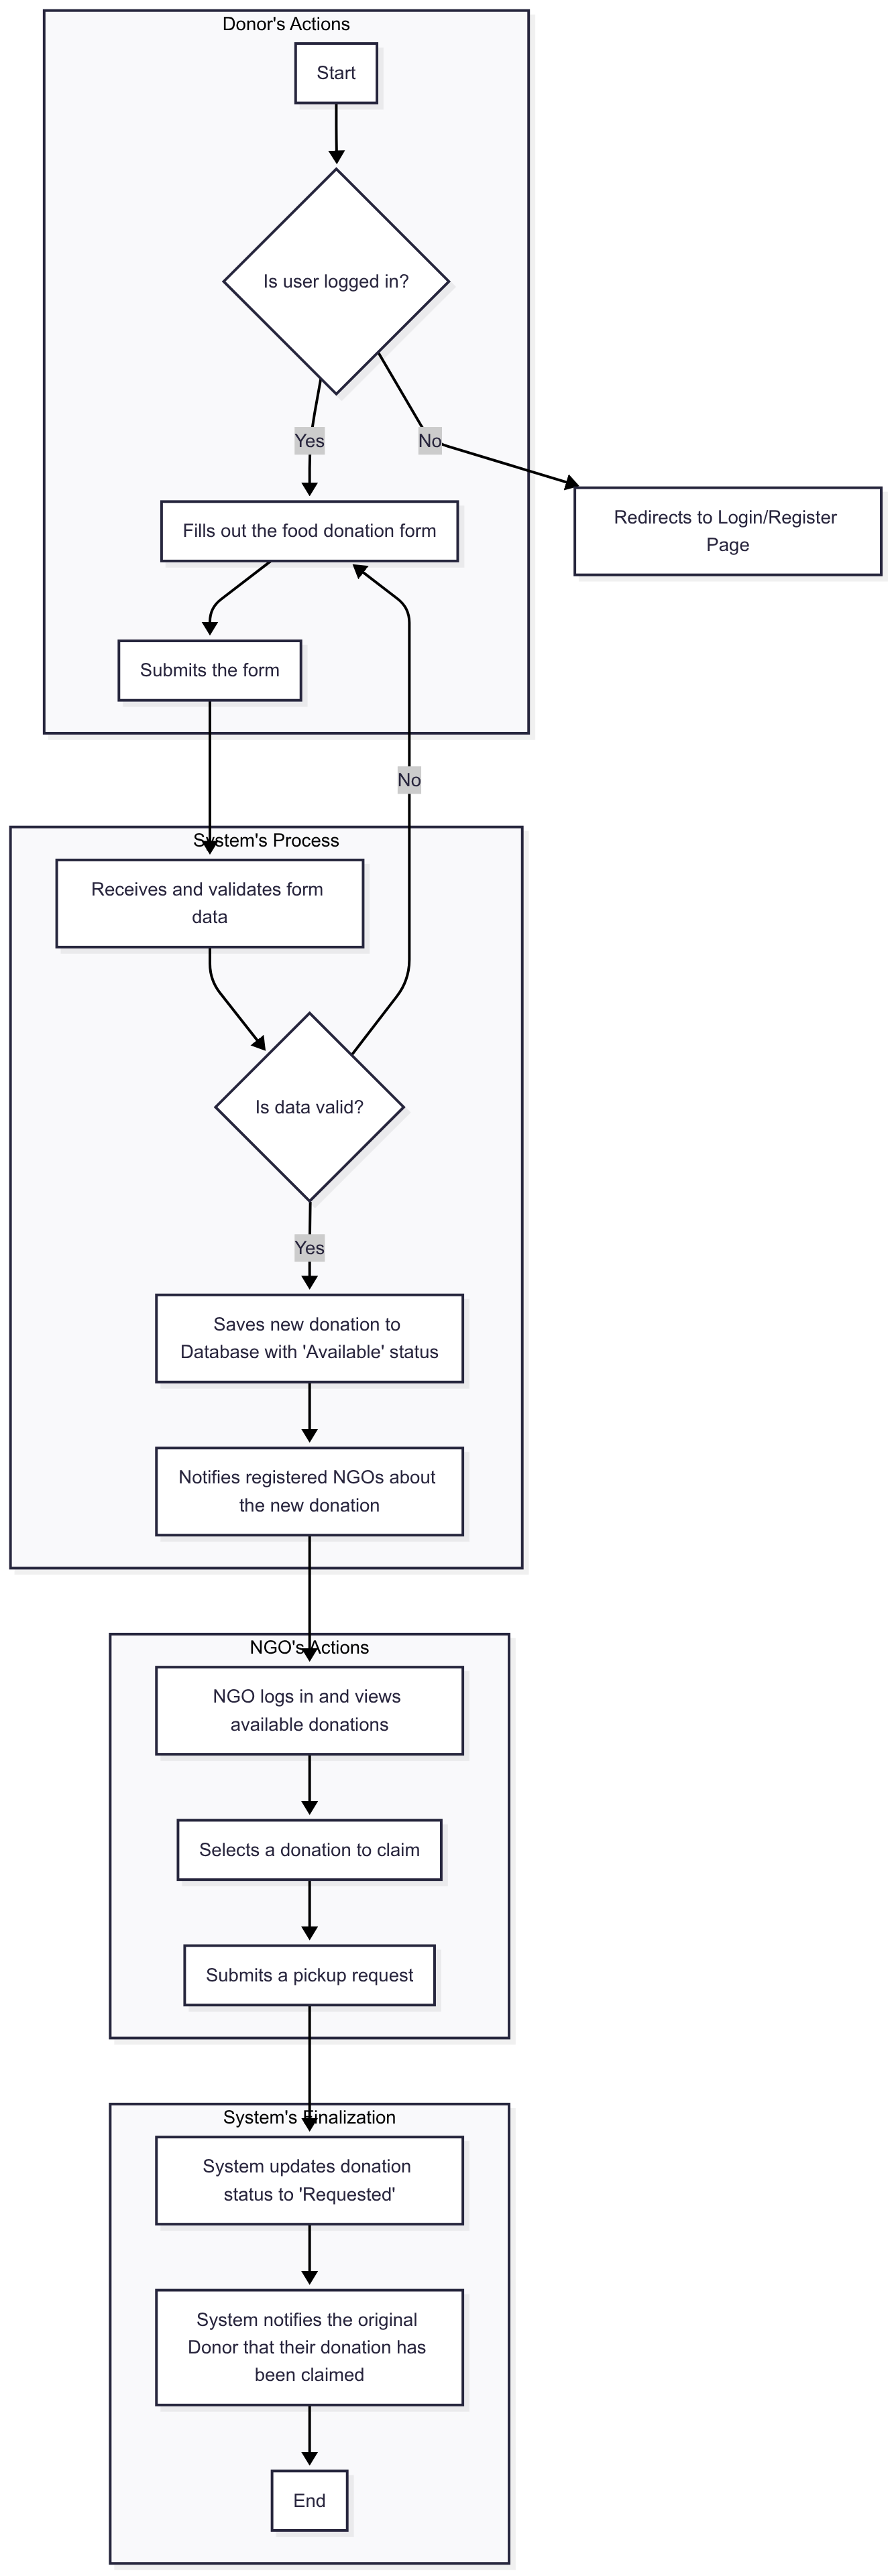 Donor's Actions
Start
Is user logged in?
Yes
No
Fills out the food donation form
Redirects to Login/Register
Page
Submits the form
No
System's Process
Receives and validates form
data
Is data valid?
Yes
Saves new donation to
Database with 'Available' status
Notifies registered NGOs about
the new donation
NGO's Actions
NGO logs in and views
available donations
Selects a donation to claim
Submits a pickup request
System's Finalization
System updates donation
status to 'Requested'
System notifies the original
Donor that their donation has
been claimed
End